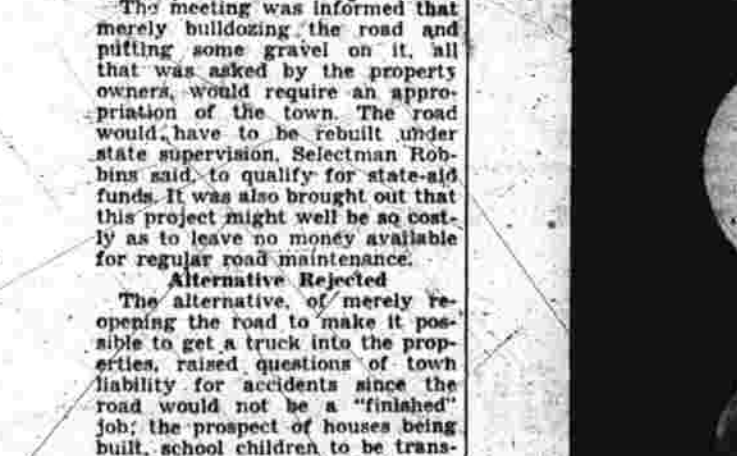 The meeting was informed that
merely bulldozing the road and
putting some gravel on it, all
that was asked by the property
owners, would require an appro-
priation of the town. The road
would have to be rebuilt under
state supervision, Selectman Rob-
bins said, to qualify for state-aid
funds. It was also brought out that
this project might well be so cost-
ly as to leave no money available
for regular road maintenance.
Alternative Rejected
The alternative, of merely re-
opening the road to make it pos-
sible to get a truck into the prop-
erties, raised questions of town
liability for accidents since the
road would not be a "finished"
job; the prospect of houses being
built, school children to be trans-